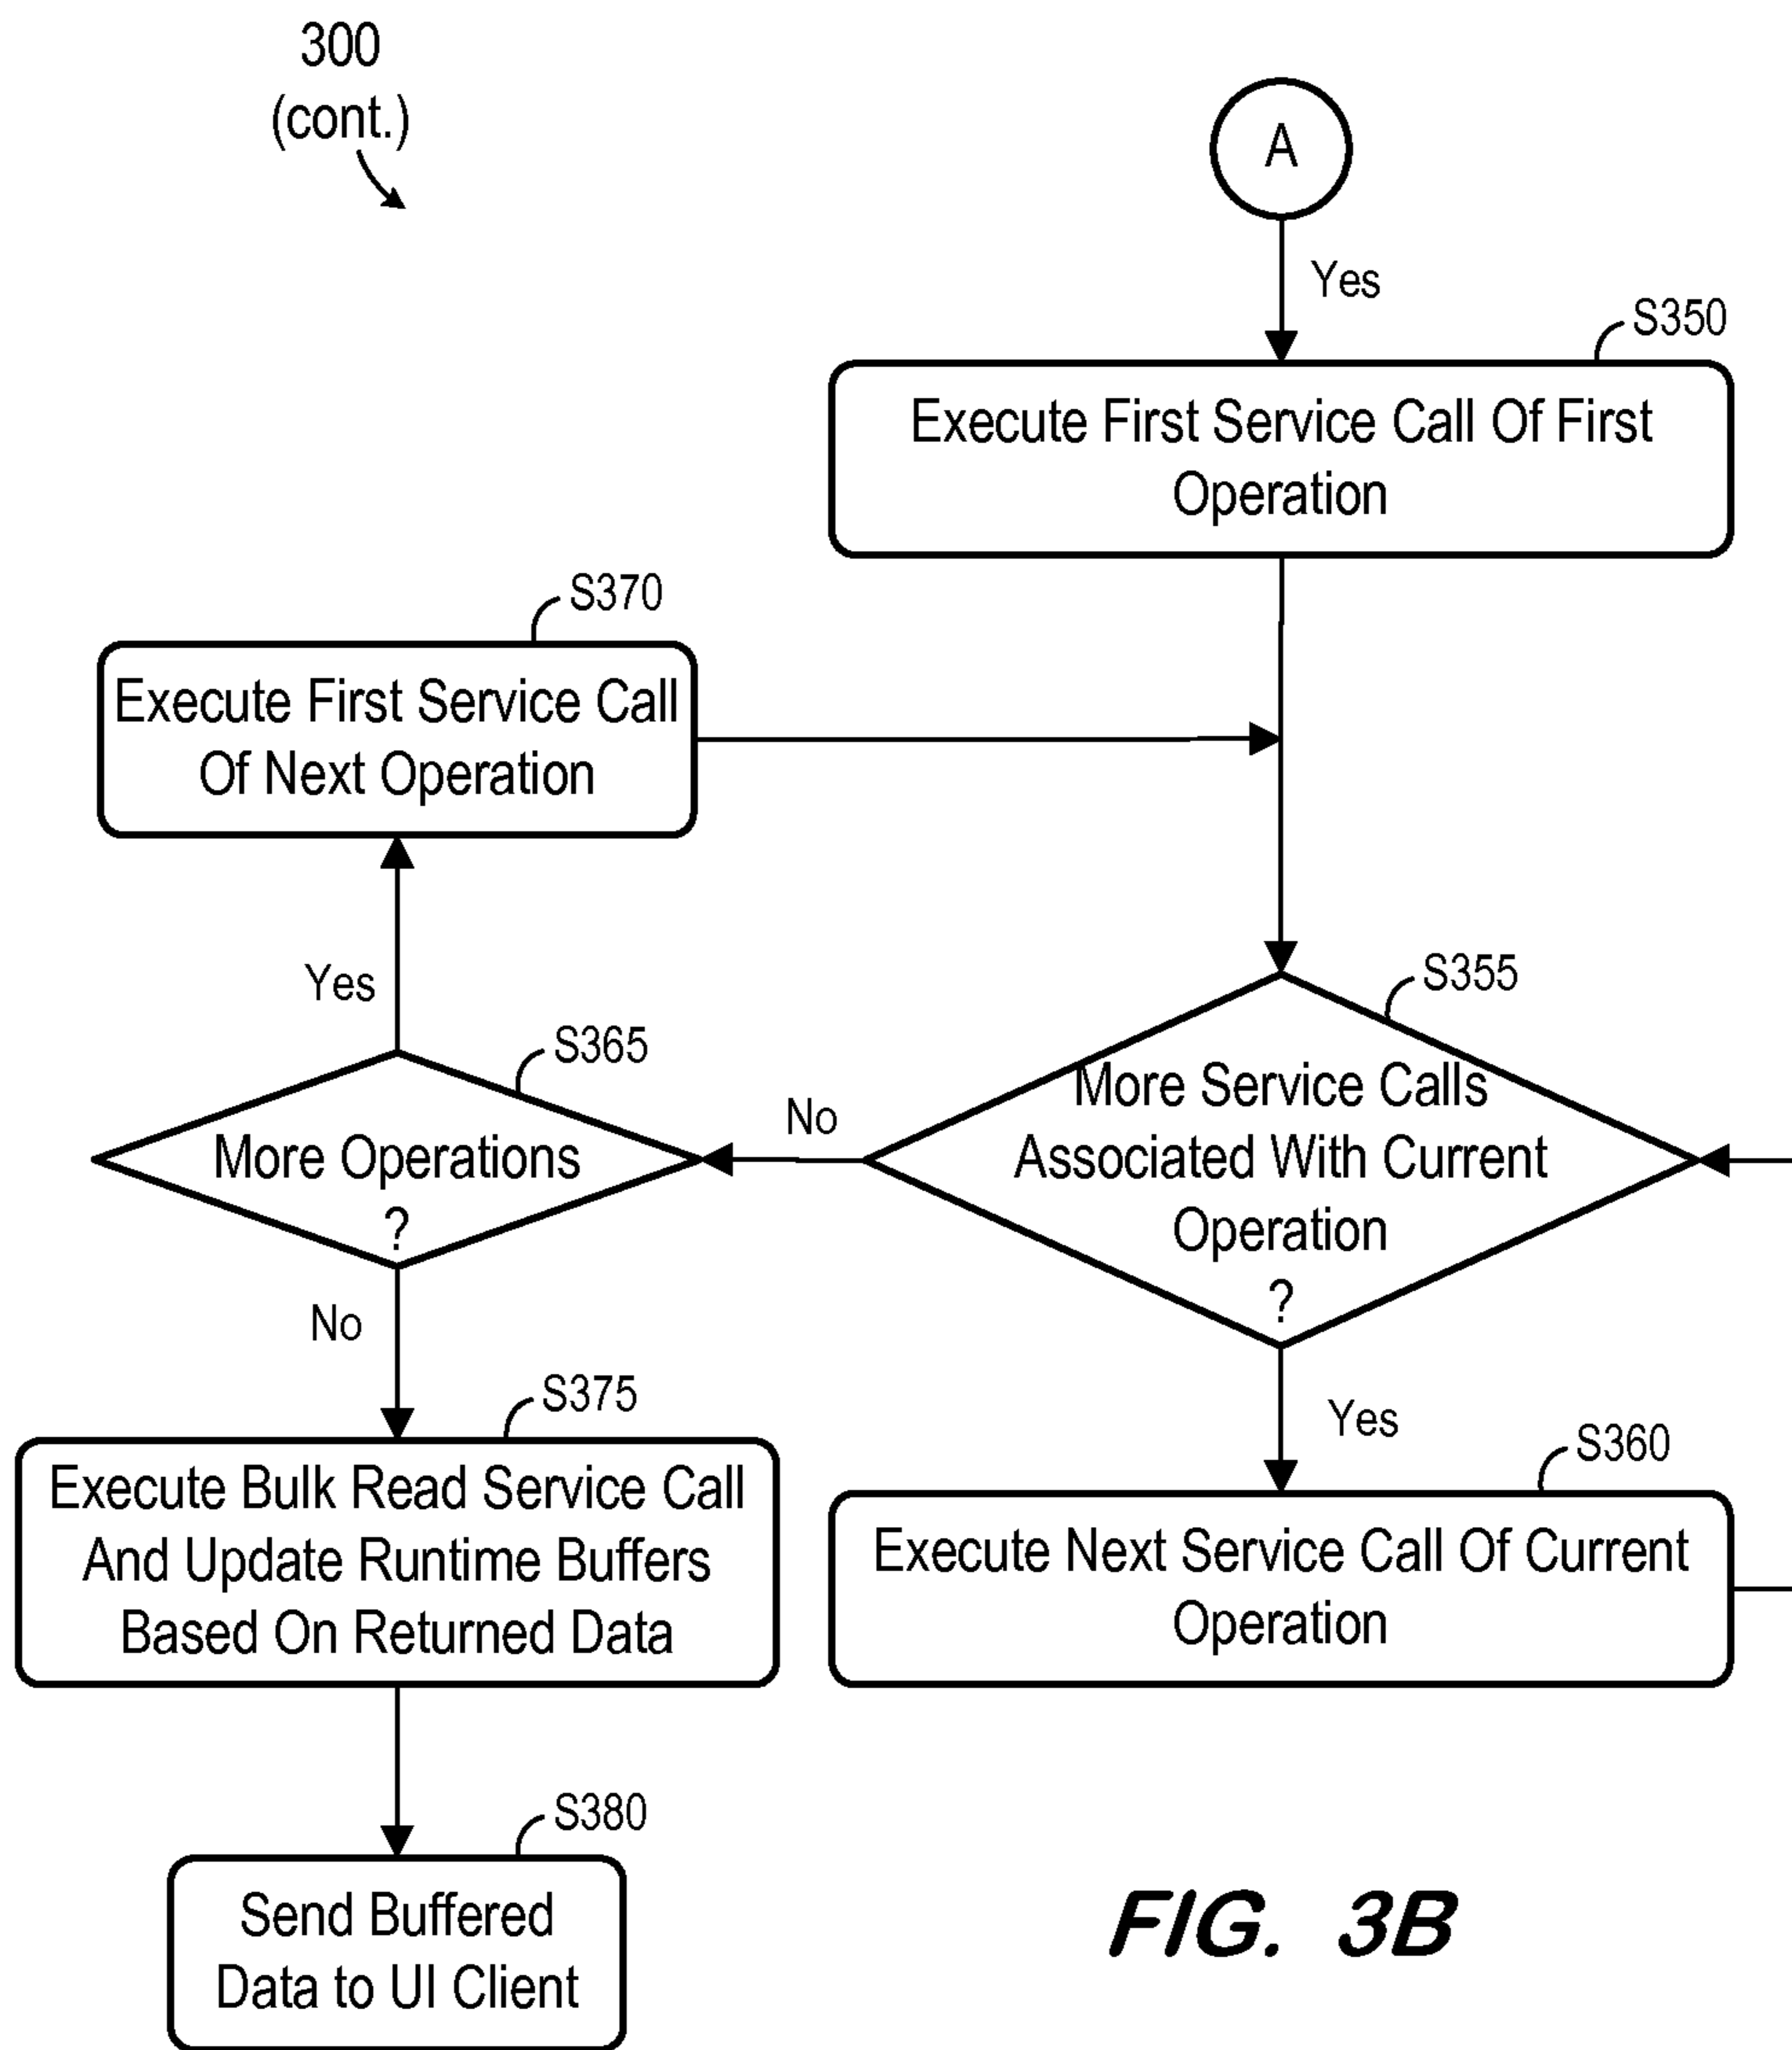 300
(cont.)
A
Yes
S350
Execute First Service Call Of First
Operation
S370
Execute First Service Call
Of Next Operation
Yes
S365
More Operations
?
No
S355
More Service Calls
Associated With Current
Operation
?
No
Yes
S375
Execute Bulk Read Service Call
And Update Runtime Buffers
Based On Returned Data
S360
Execute Next Service Call Of Current
Operation
S380
Send Buffered
Data to UI Client
FIG. 3B